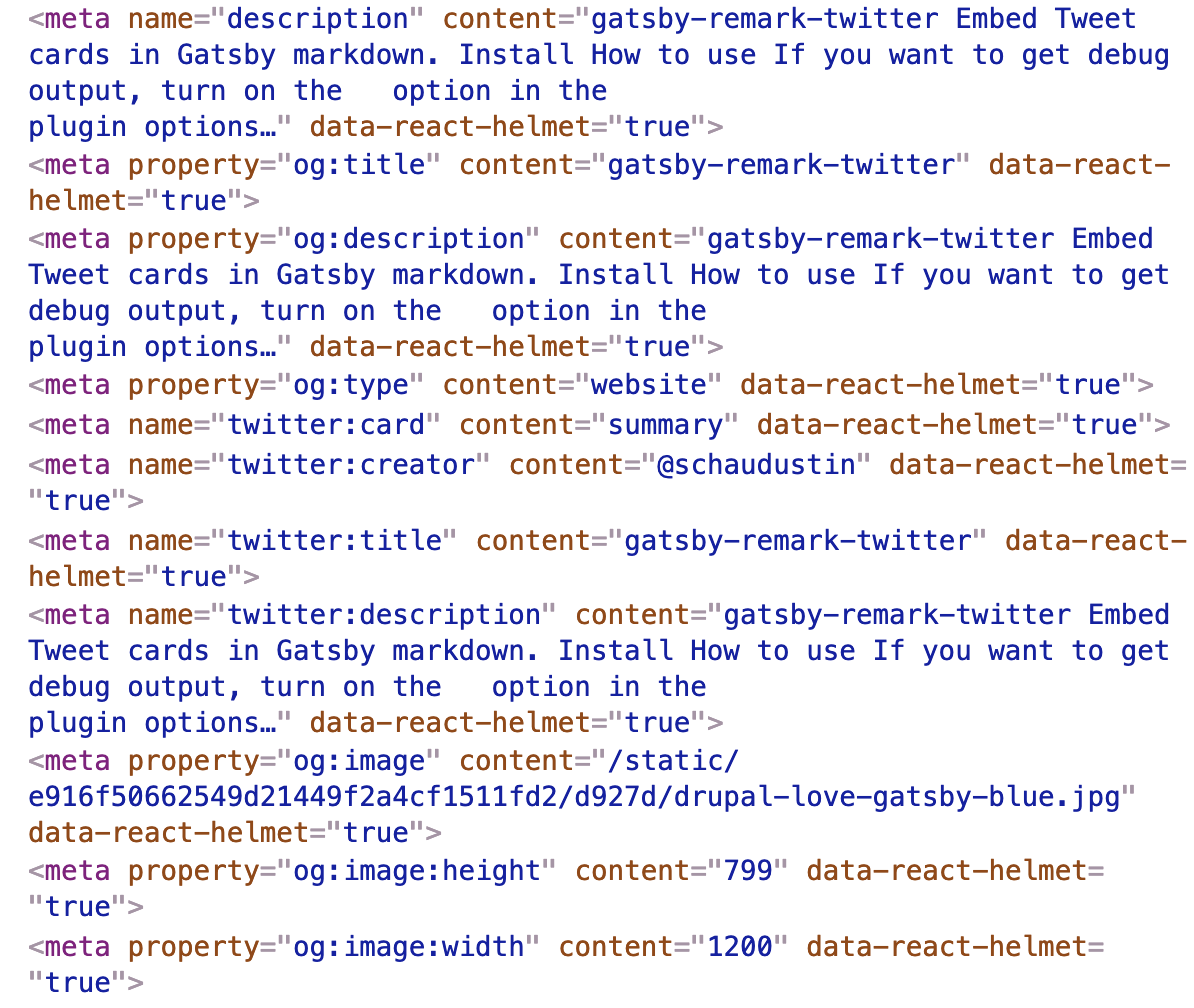 <meta name="description" content="gatsby-remark-twitter Embed Tweet
cards in Gatsby markdown. Install How to use If you want to get debug
output, turn on the   option in the
plugin options…" data-react-helmet="true">
<meta property="og:title" content="gatsby-remark-twitter" data-react-
helmet="true">
<meta property="og:description" content="gatsby-remark-twitter Embed
Tweet cards in Gatsby markdown. Install How to use If you want to get
debug output, turn on the   option in the
plugin options…" data-react-helmet="true">
<meta property="og:type" content="website" data-react-helmet="true">
<meta name="twitter:card" content="summary" data-react-helmet="true">
<meta name="twitter:creator" content="@schaudustin" data-react-helmet=
"true">
<meta name="twitter:title" content="gatsby-remark-twitter" data-react-
helmet="true">
<meta name="twitter:description" content="gatsby-remark-twitter Embed
Tweet cards in Gatsby markdown. Install How to use If you want to get
debug output, turn on the   option in the
plugin options…" data-react-helmet="true">
<meta property="og:image" content="/static/
e916f50662549d21449f2a4cf1511fd2/d927d/drupal-love-gatsby-blue.jpg"
data-react-helmet="true">
<meta property="og:image:height" content="799" data-react-helmet=
"true">
<meta property="og:image:width" content="1200" data-react-helmet=
"true">